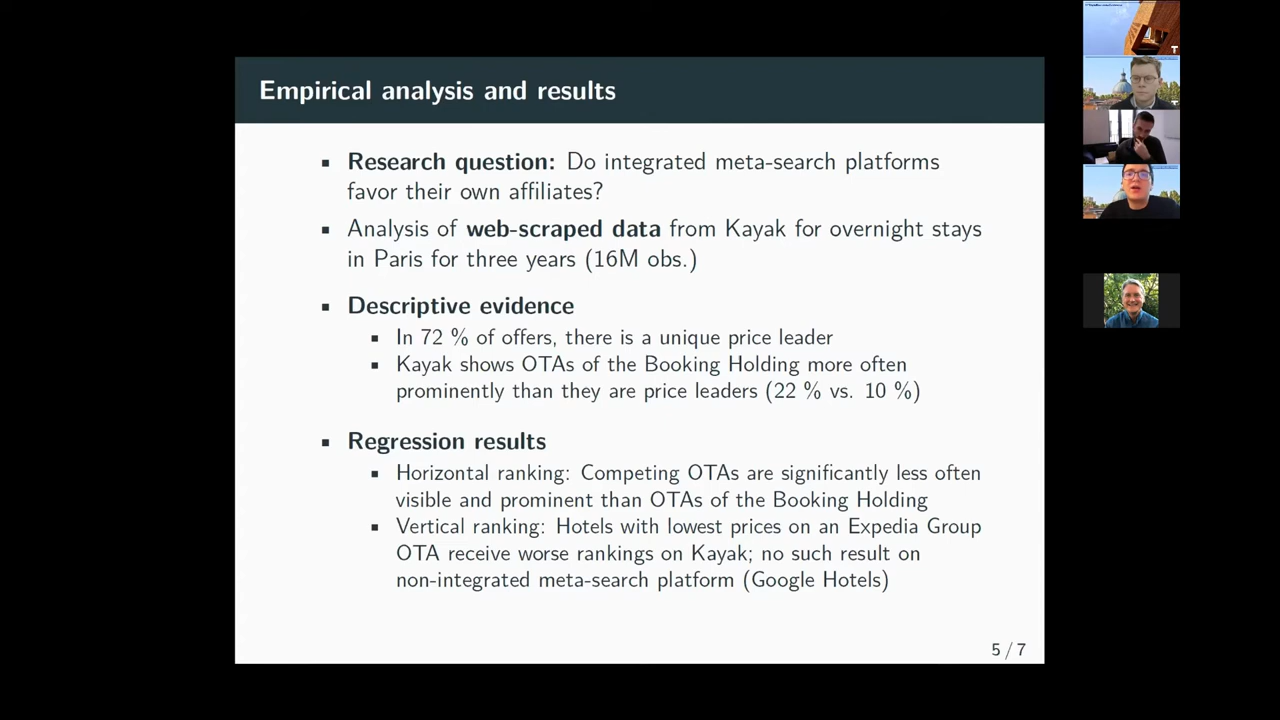 Empirical analysis and results
▪ Research question: Do integrated meta-search platforms
favor their own affiliates?
▪ Analysis of web-scraped data from Kayak for overnight stays
in Paris for three years (16M obs.)
▪ Descriptive evidence
▪ In 72 % of offers, there is a unique price leader
▪ Kayak shows OTAs of the Booking Holding more often
prominently than they are price leaders (22 % vs. 10 %)
▪ Regression results
▪ Horizontal ranking: Competing OTAs are significantly less often
visible and prominent than OTAs of the Booking Holding
▪ Vertical ranking: Hotels with lowest prices on an Expedia Group
OTA receive worse rankings on Kayak; no such result on
non-integrated meta-search platform (Google Hotels)
5 / 7